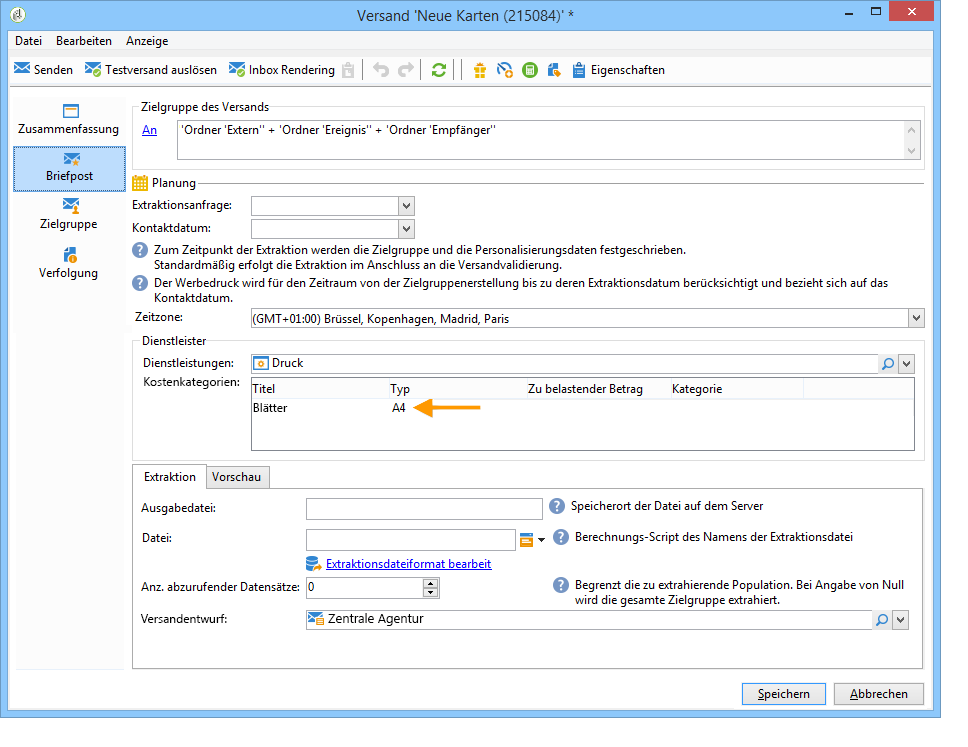 Versand 'Neue Karten (215084)' *
Datei Bearbeiten Anzeige
Senden Testversand auslösen Inbox Rendering Eigenschaften
Zusammenfassung
Briefpost
Zielgruppe
Verfolgung
Zielgruppe des Versands
An 'Ordner 'Extern'' + 'Ordner 'Ereignis'' + 'Ordner 'Empfänger''
Planung
Extraktionsanfrage:
Kontaktdatum:
? Zum Zeitpunkt der Extraktion werden die Zielgruppe und die Personalisierungsdaten festgeschrieben.
Standardmäßig erfolgt die Extraktion im Anschluss an die Versandvalidierung.
? Der Werbedruck wird für den Zeitraum von der Zielgruppenerstellung bis zu deren Extraktionsdatum berücksichtigt und bezieht sich auf das
Kontaktdatum.
Zeitzone: (GMT+01:00) Brüssel, Kopenhagen, Madrid, Paris
Dienstleister
Dienstleistungen: Druck
Kostenkategorien: Titel Typ Zu belastender Betrag Kategorie
Blätter A4
Extraktion Vorschau
Ausgabedatei: ? Speicherort der Datei auf dem Server
Datei: ? Berechnungs-Script des Namens der Extraktionsdatei
Extraktionsdateiformat bearbeit
Anz. abzurufender Datensätze: 0 ? Begrenzt die zu extrahierende Population. Bei Angabe von Null
wird die gesamte Zielgruppe extrahiert.
Versandentwurf: Zentrale Agentur
Speichern Abbrechen